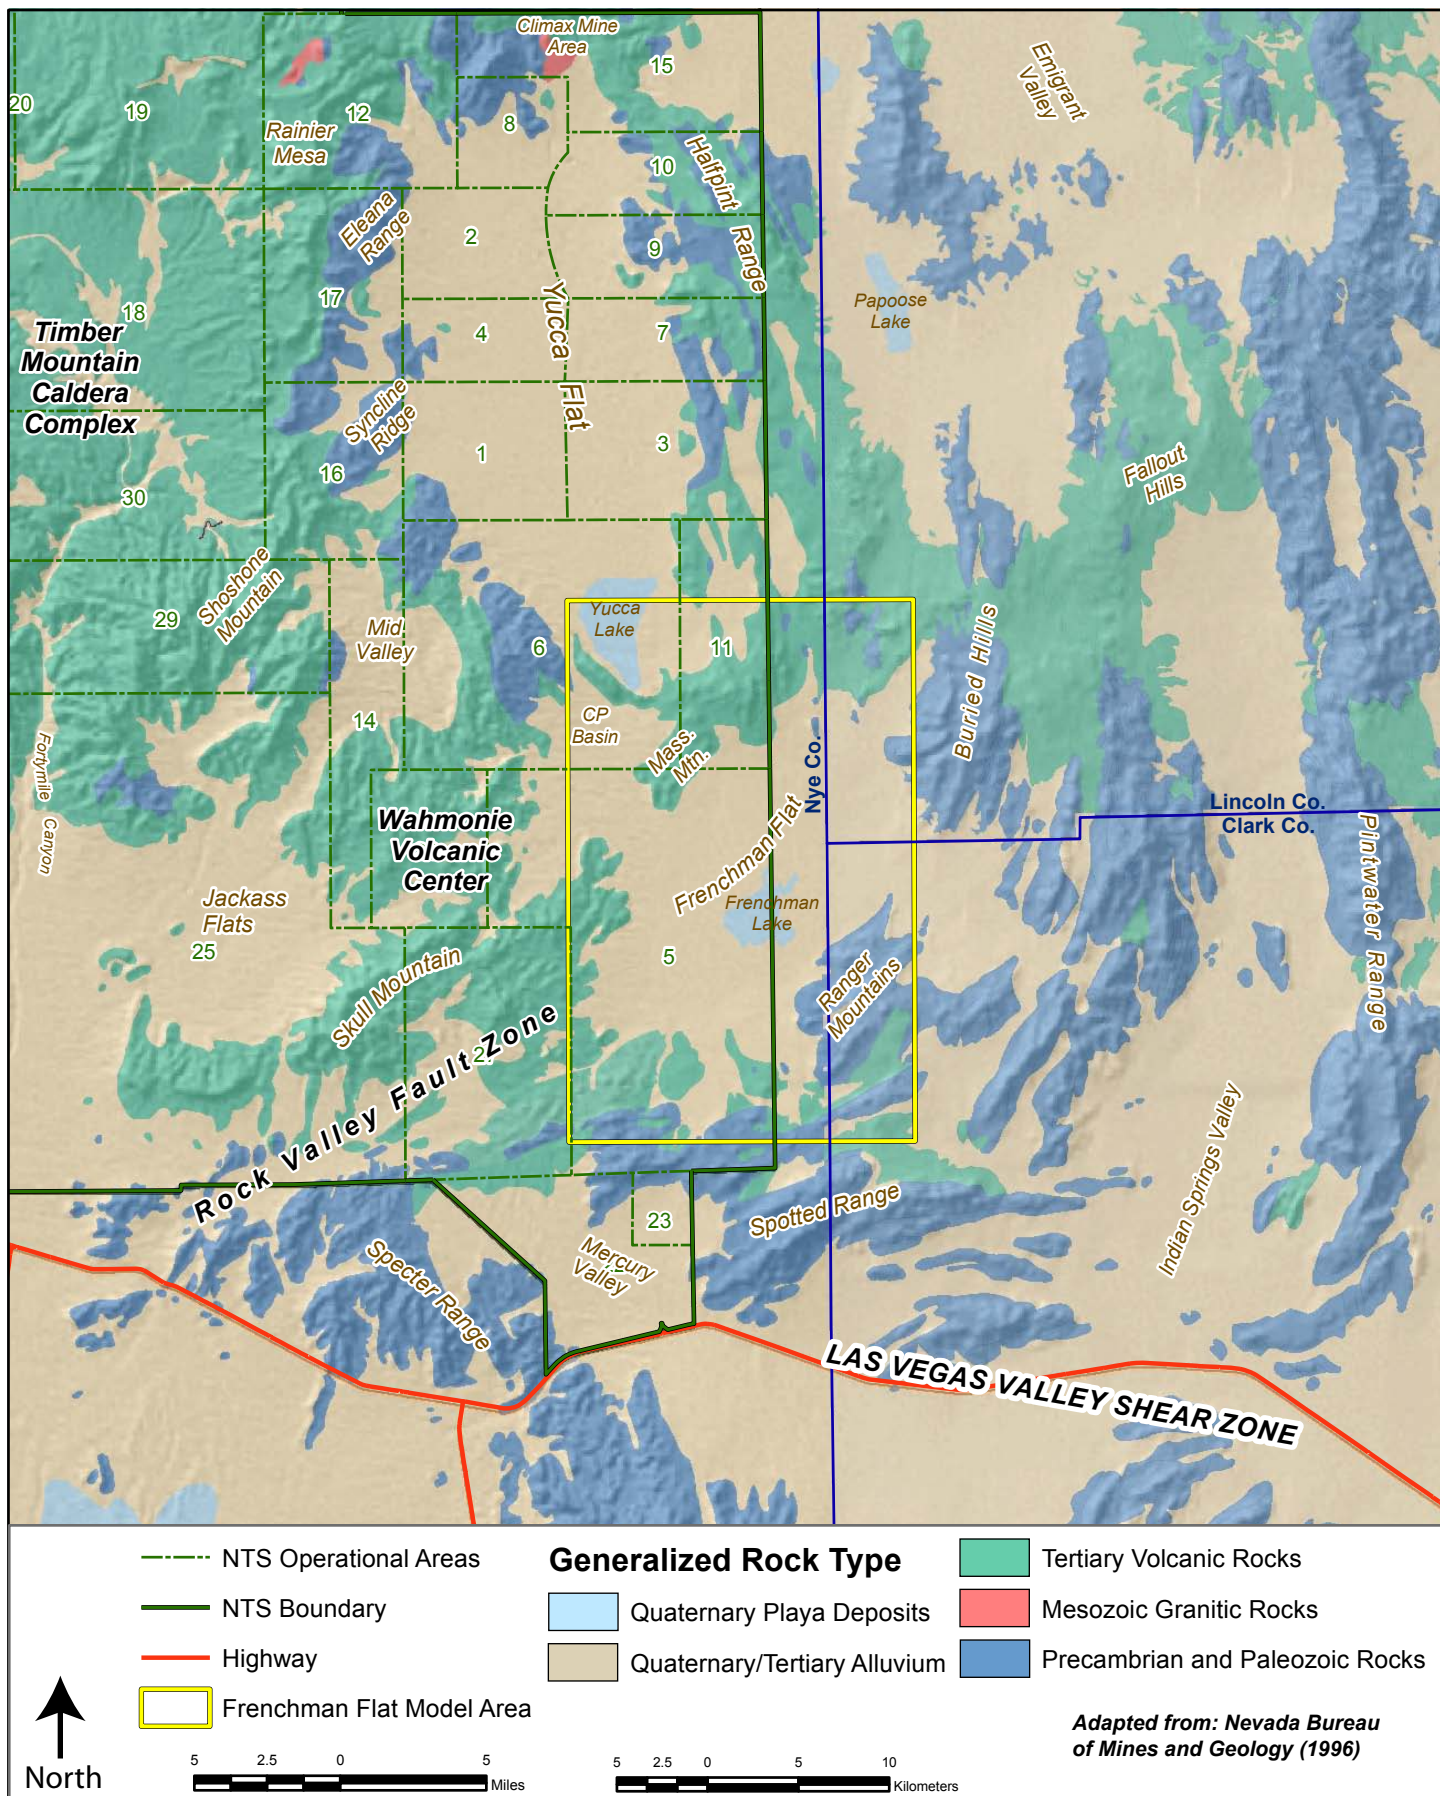 Climax Mine
Area
15
Emigrant
Valley
20
19
12
8
Rainier
Mesa
10
Halfpint
Range
Eleana
Range
2
9
17
18
Yucca
Flat
Papoose
Lake
4
7
Timber
Mountain
Caldera
Complex
Syncline
Ridge
1
3
16
Fallout
Hills
30
Shoshone
Mountain
29
Yucca
Lake
Mid
Valley
6
11
Buried Hills
14
CP
Basin
Mass.
Mtn.
Fortymile
Canyon
Nye Co.
Lincoln Co.
Clark Co.
Wahmonie
Volcanic
Center
Frenchman Flat
Pintwater Range
Jackass
Flats
Frenchman
Lake
25
5
Skull Mountain
Ranger
Mountains
2
Rock Valley Fault Zone
Indian Springs Valley
Spotted Range
23
Mercury
Valley
Specter Range
LAS VEGAS VALLEY SHEAR ZONE
NTS Operational Areas
NTS Boundary
Highway
Frenchman Flat Model Area
Generalized Rock Type
Quaternary Playa Deposits
Quaternary/Tertiary Alluvium
Tertiary Volcanic Rocks
Mesozoic Granitic Rocks
Precambrian and Paleozoic Rocks
North
5 2.5 0 5
Miles
5 2.5 0 5 10
Kilometers
Adapted from: Nevada Bureau
of Mines and Geology (1996)